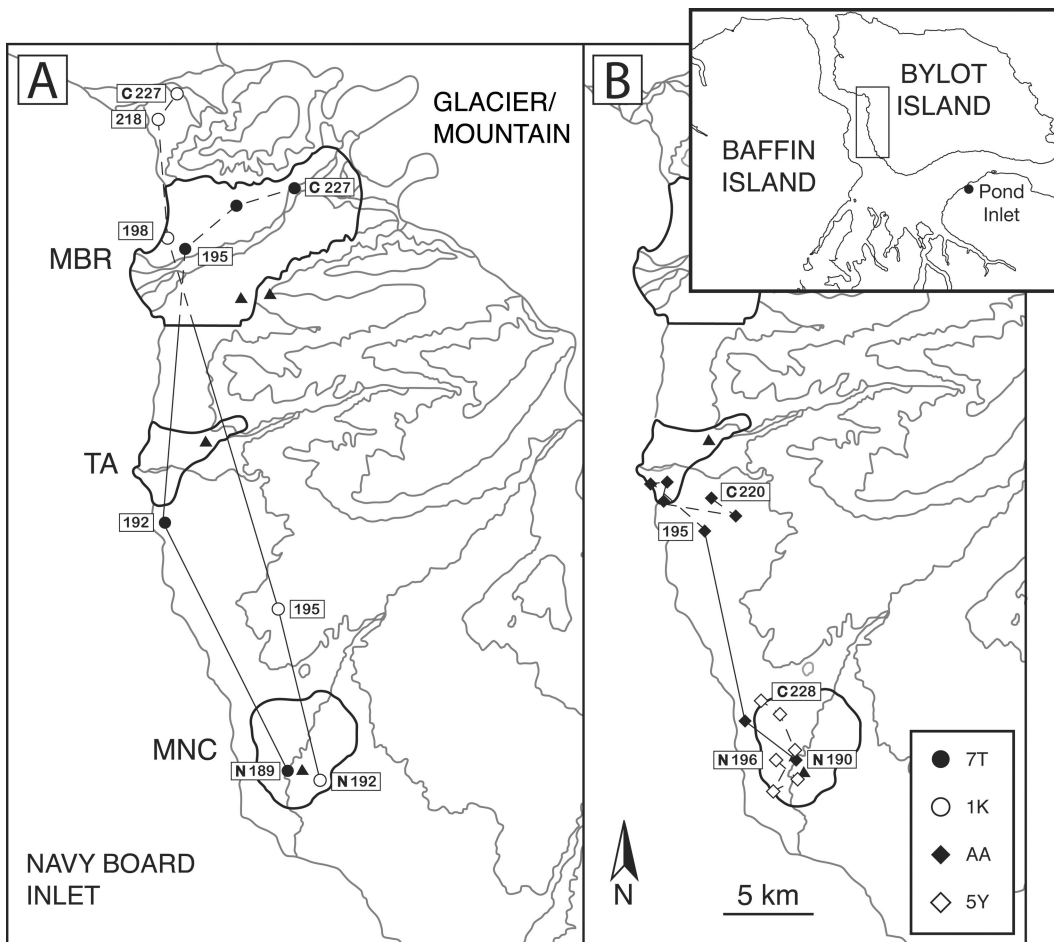 A
C 227
218
GLACIER/
MOUNTAIN
C 227
198
MBR
195
TA
192
195
MNC
N 189
N 192
NAVY BOARD
INLET
B
BYLOT
ISLAND
BAFFIN
ISLAND
Pond
Inlet
C 220
195
C 228
N 196
N 190
N
5 km
7T
1K
AA
5Y